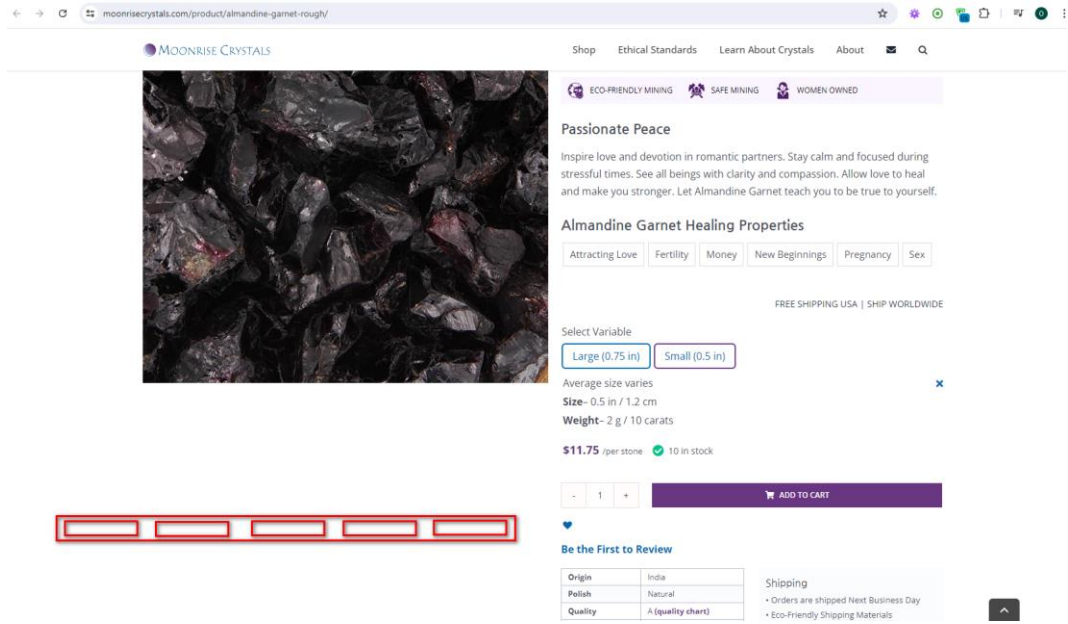 moonrisecrystals.com/product/almandine-garnet-rough/
MOONRISE CRYSTALS
Shop Ethical Standards Learn About Crystals About
ECO-FRIENDLY MINING SAFE MINING WOMEN OWNED
Passionate Peace
Inspire love and devotion in romantic partners. Stay calm and focused during
stressful times. See all beings with clarity and compassion. Allow love to heal
and make you stronger. Let Almandine Garnet teach you to be true to yourself.
Almandine Garnet Healing Properties
Attracting Love Fertility Money New Beginnings Pregnancy Sex
FREE SHIPPING USA | SHIP WORLDWIDE
Select Variable
Large (0.75 in) Small (0.5 in)
Average size varies
Size– 0.5 in / 1.2 cm
Weight– 2 g / 10 carats
$11.75 /per stone 10 in stock
- 1 + ADD TO CART
Be the First to Review
Origin India
Polish Natural
Quality A (quality chart)
Shipping
• Orders are shipped Next Business Day
• Eco-Friendly Shipping Materials